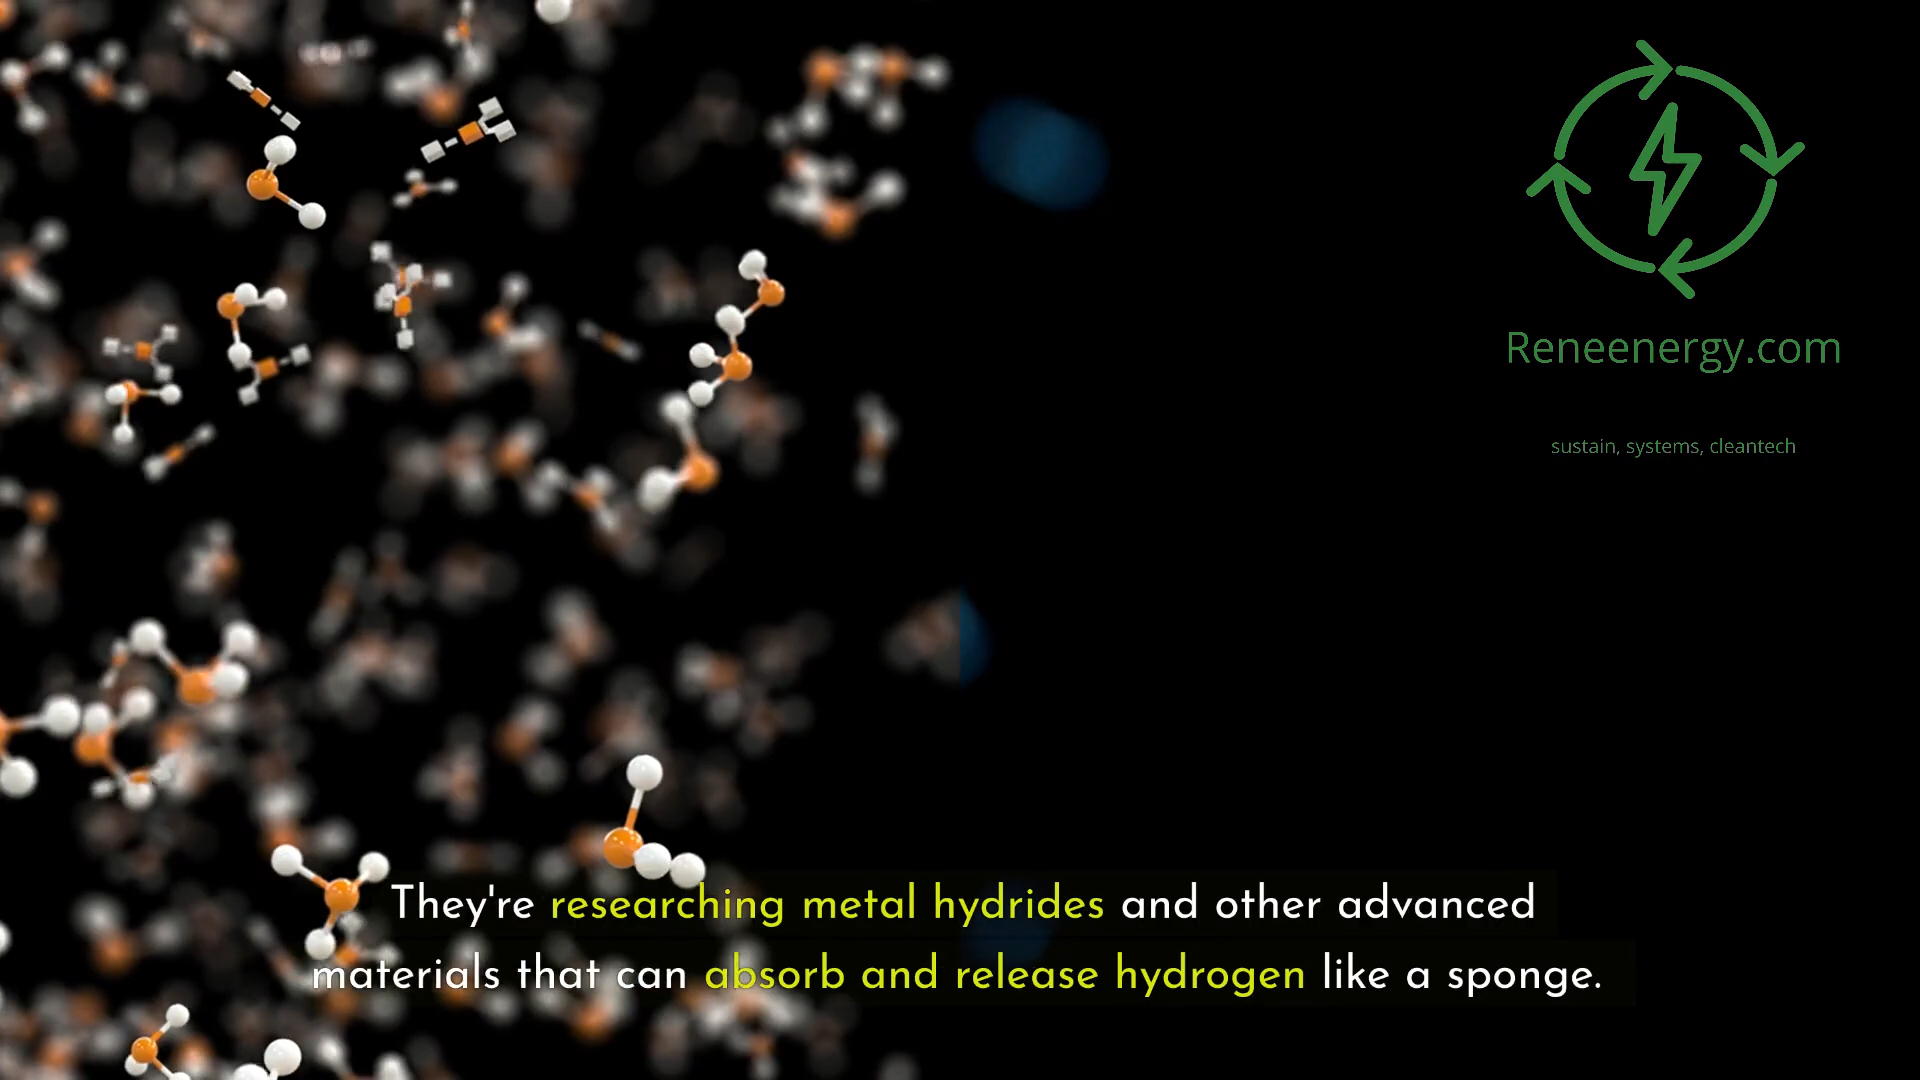 Reneenergy.com
sustain, systems, cleantech
They're researching metal hydrides and other advanced
materials that can absorb and release hydrogen like a sponge.